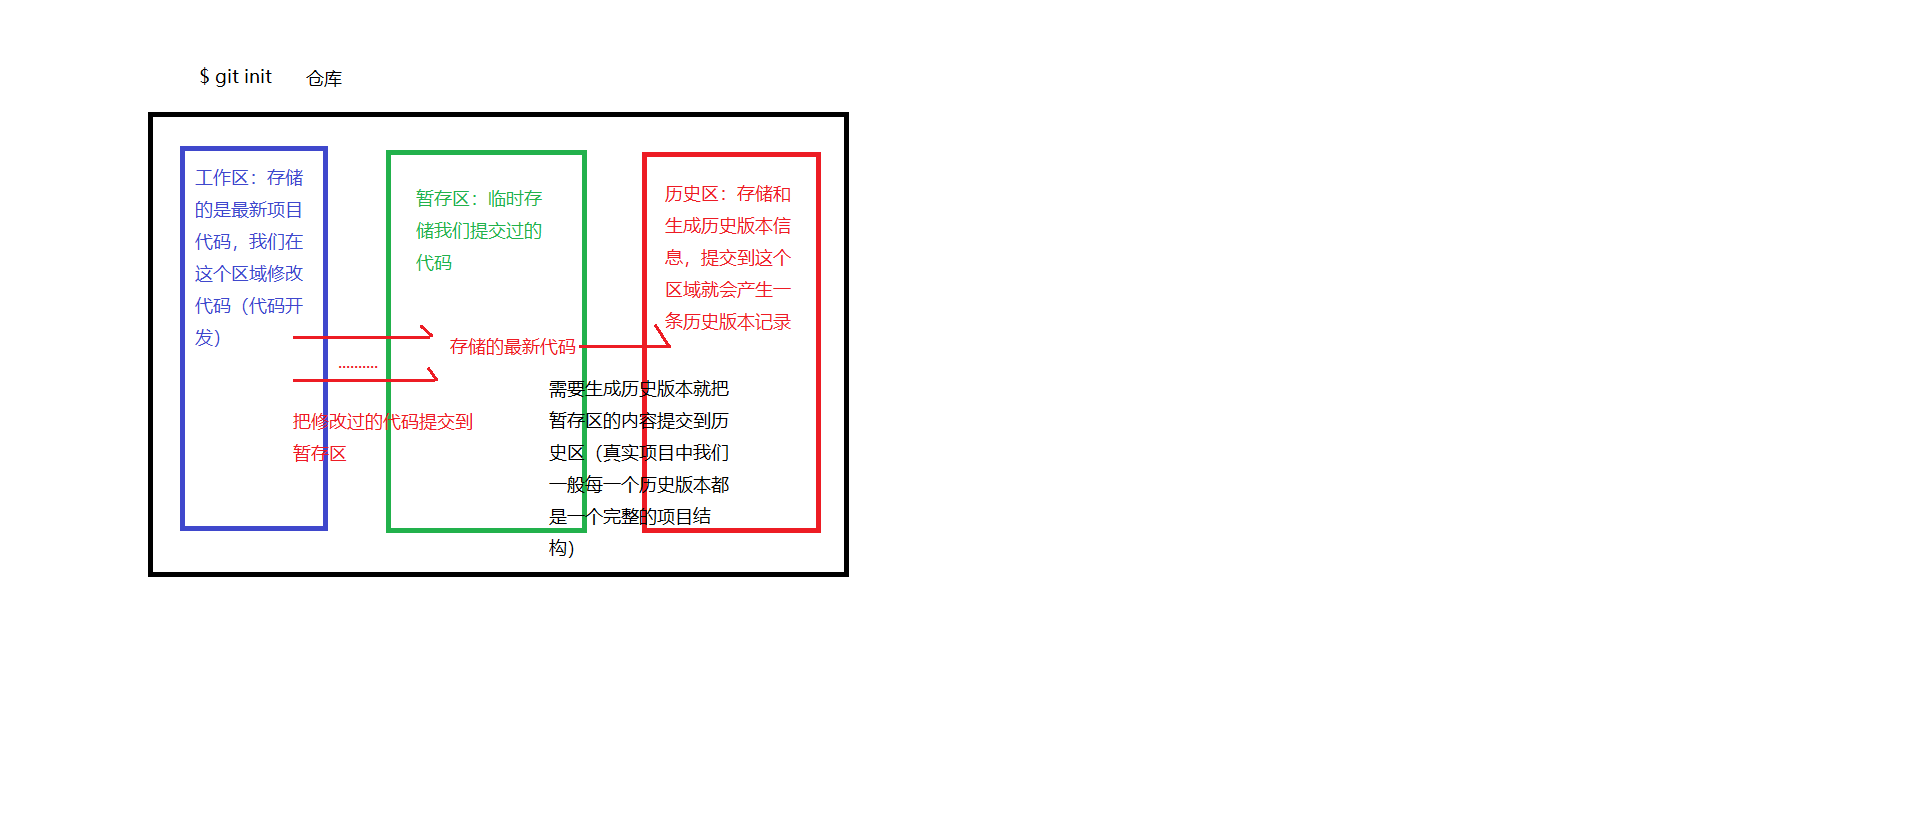 $ git init 仓库
工作区：存储
的是最新项目
代码，我们在
这个区域修改
代码（代码开
发）
暂存区：临时存
储我们提交过的
代码
历史区：存储和
生成历史版本信
息，提交到这个
区域就会产生一
条历史版本记录
存储的最新代码
..........
把修改过的代码提交到
暂存区
需要生成历史版本就把
暂存区的内容提交到历
史区（真实项目中我们
一般每一个历史版本都
是一个完整的项目结
构）